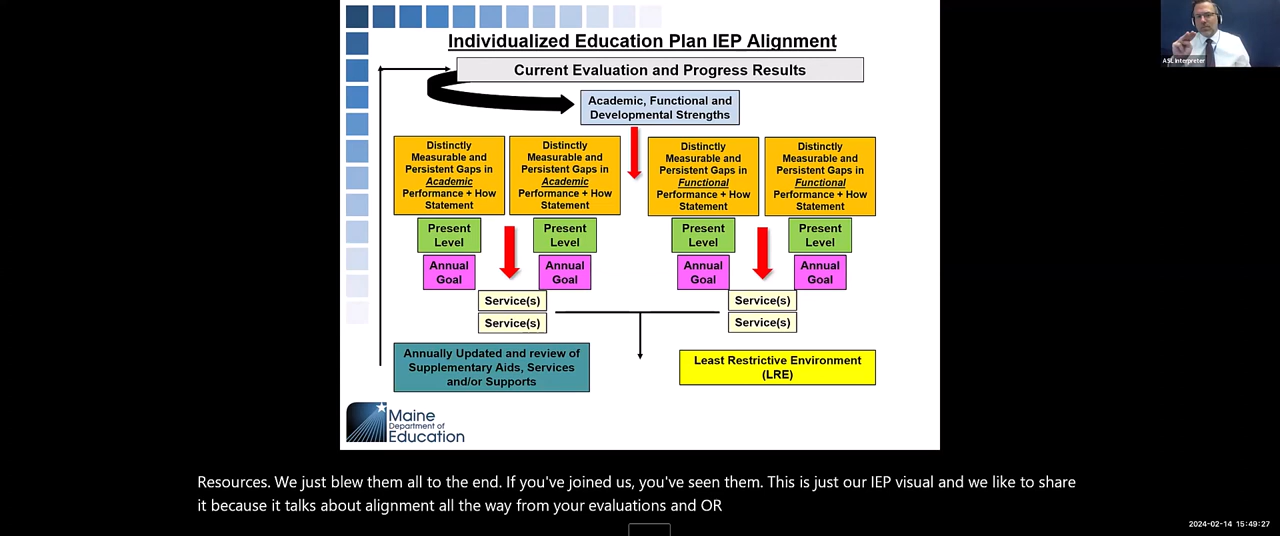 Individualized Education Plan IEP Alignment
ASL Interpreter
Current Evaluation and Progress Results
Academic, Functional and
Developmental Strengths
Distinctly
Measurable and
Persistent Gaps in
Academic
Performance + How
Statement
Distinctly
Measurable and
Persistent Gaps in
Academic
Performance + How
Statement
Distinctly
Measurable and
Persistent Gaps in
Functional
Performance + How
Statement
Distinctly
Measurable and
Persistent Gaps in
Functional
Performance + How
Statement
Present
Level
Present
Level
Present
Level
Present
Level
Annual
Goal
Annual
Goal
Annual
Goal
Annual
Goal
Service(s)
Service(s)
Service(s)
Service(s)
Annually Updated and review of
Supplementary Aids, Services
and/or Supports
Least Restrictive Environment
(LRE)
Maine
Department of
Education
Resources. We just blew them all to the end. If you've joined us, you've seen them. This is just our IEP visual and we like to share
it because it talks about alignment all the way from your evaluations and OR
2024-02-14 15:49:27